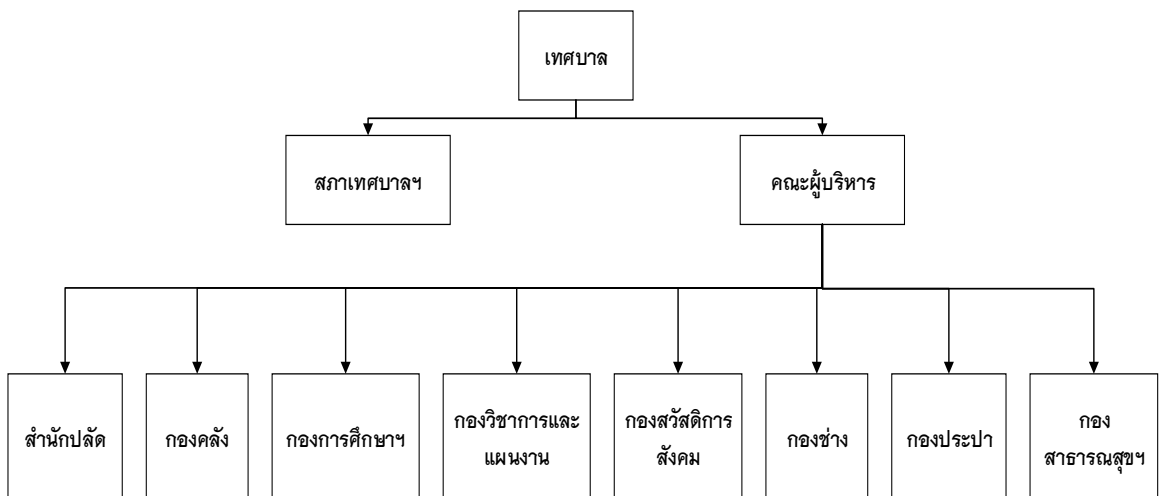 เทศบาล
สภาเทศบาลฯ
คณะผู้บริหาร
สำนักปลัด
กองคลัง
กองการศึกษาฯ
กองวิชาการและ
แผนงาน
กองสวัสดิการ
สังคม
กองช่าง
กองประปา
กอง
สาธารณสุขฯ